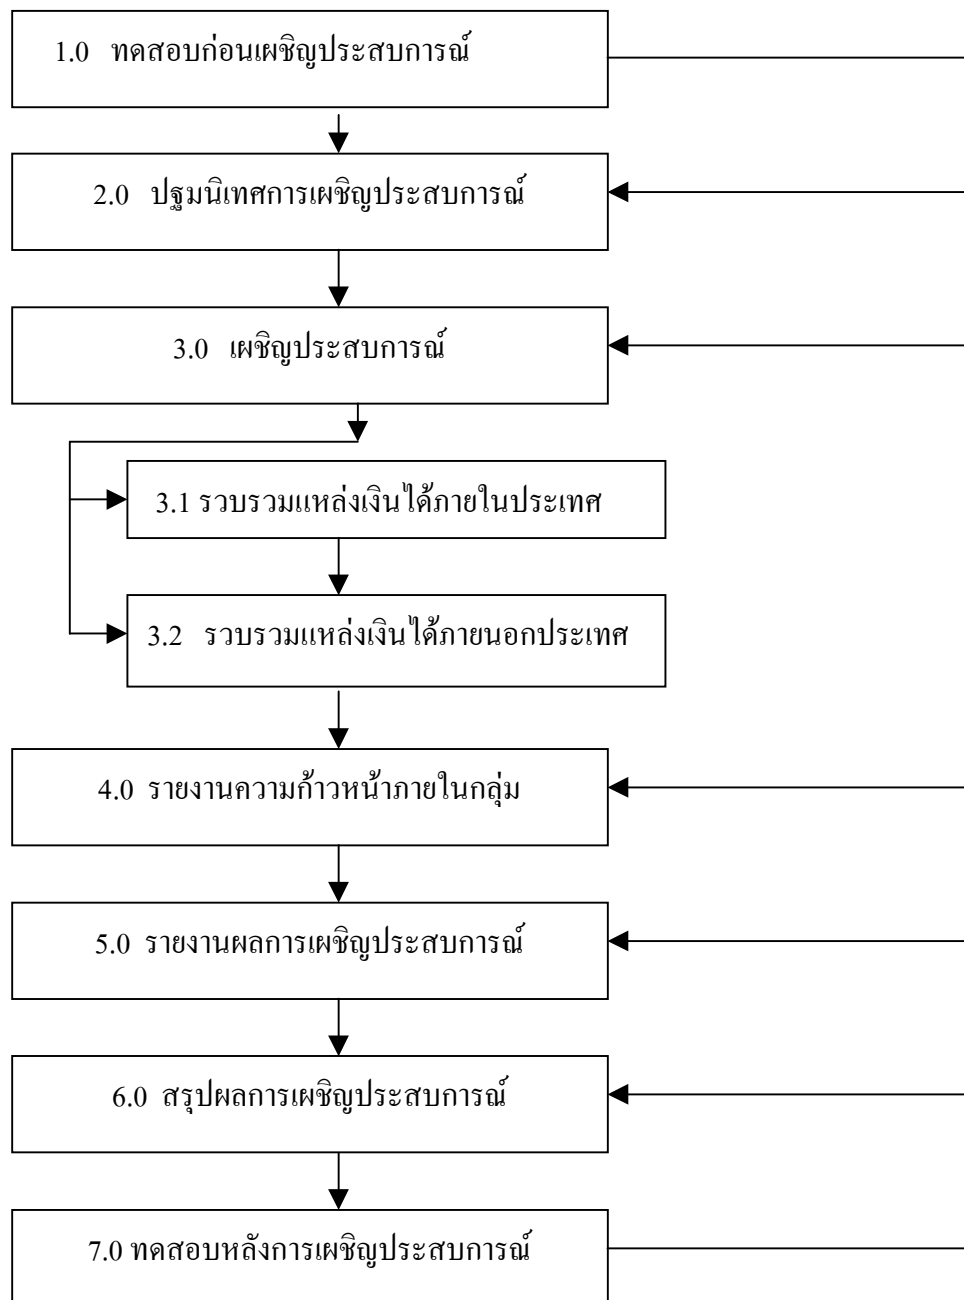 1.0 ทดสอบก่อนเผชิญประสบการณ์
2.0 ปฐมนิเทศการเผชิญประสบการณ์
3.0 เผชิญประสบการณ์
3.1 รวบรวมแหล่งเงินได้ภายในประเทศ
3.2 รวบรวมแหล่งเงินได้ภายนอกประเทศ
4.0 รายงานความก้าวหน้าภายในกลุ่ม
5.0 รายงานผลการเผชิญประสบการณ์
6.0 สรุปผลการเผชิญประสบการณ์
7.0 ทดสอบหลังการเผชิญประสบการณ์